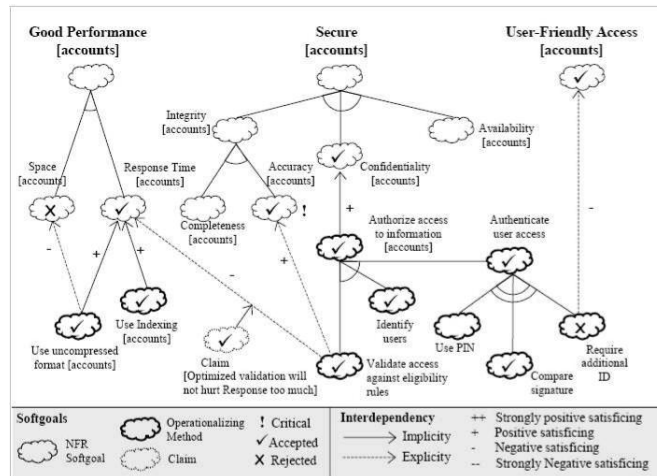 Good Performance
[accounts]
Secure
[accounts]
User-Friendly Access
[accounts]
Integrity
[accounts]
Availability
[accounts]
Space
[accounts]
Response Time
[accounts]
Accuracy
[accounts]
Confidentiality
[accounts]
!
Completeness
[accounts]
+
Authorize access
to information
[accounts]
Authenticate
user access
-
-
+
+
-
+
Use uncompressed
format [accounts]
Use Indexing
[accounts]
Claim
[Optimized validation will
not hurt Response too much]
Identify
users
Validate access
against eligibility
rules
Use PIN
Compare
signature
Require
additional
ID
Softgoals
NFR
Softgoal
Operationalizing
Method
Claim
! Critical
✓ Accepted
X Rejected
Interdependency
Implicity
Explicity
++ Strongly positive satisficing
+ Positive satisficing
- Negative satisficing
-- Strongly Negative satisficing